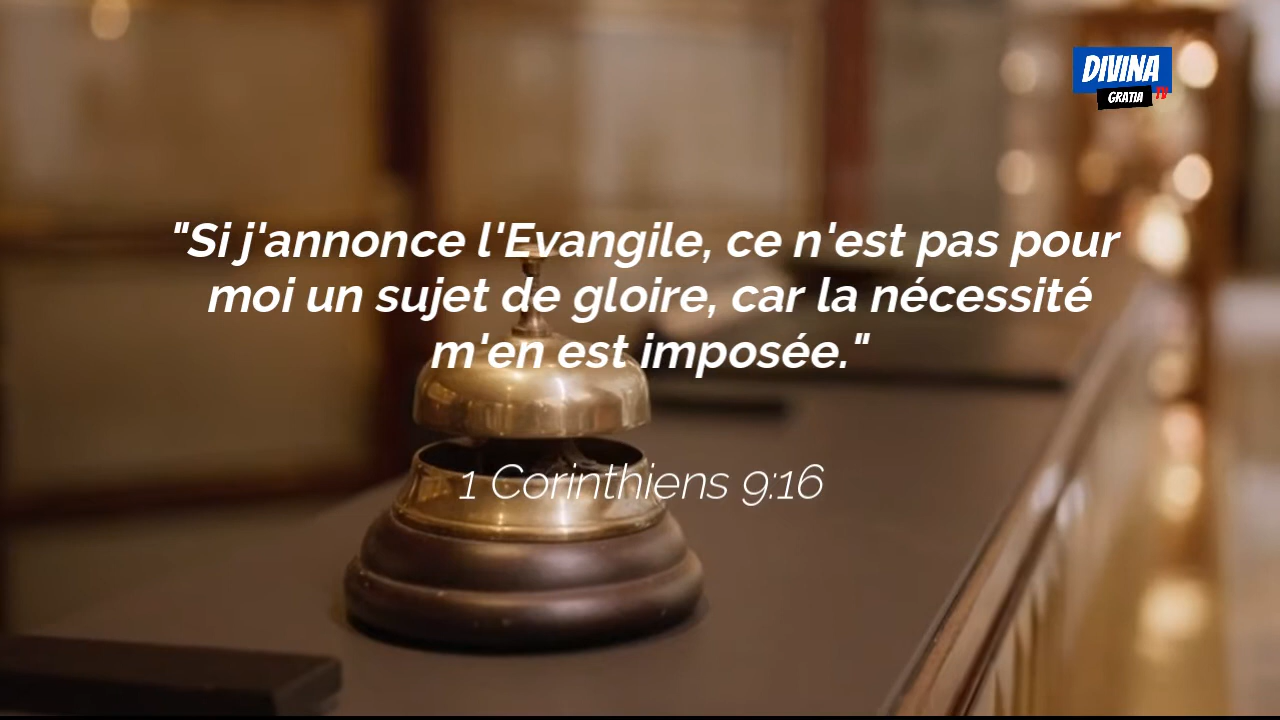 DIVINA
GRATIA TV
"Si j'annonce l'Evangile, ce n'est pas pour
moi un sujet de gloire, car la nécessité
m'en est imposée."
1 Corinthiens 9:16